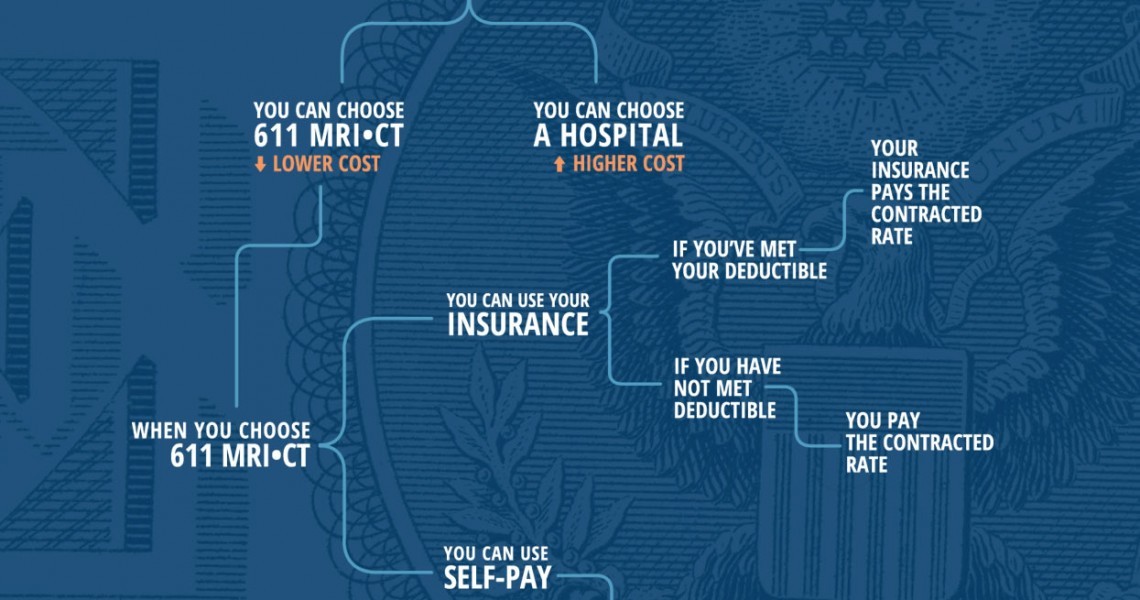 YOU CAN CHOOSE
611 MRI•CT
LOWER COST
YOU CAN CHOOSE
A HOSPITAL
HIGHER COST
YOUR
INSURANCE
PAYS THE
CONTRACTED
RATE
IF YOU'VE MET
YOUR DEDUCTIBLE
YOU CAN USE YOUR
INSURANCE
IF YOU HAVE
NOT MET
DEDUCTIBLE
YOU PAY
THE CONTRACTED
RATE
WHEN YOU CHOOSE
611 MRI•CT
YOU CAN USE
SELF-PAY
URIBUS
UNUM